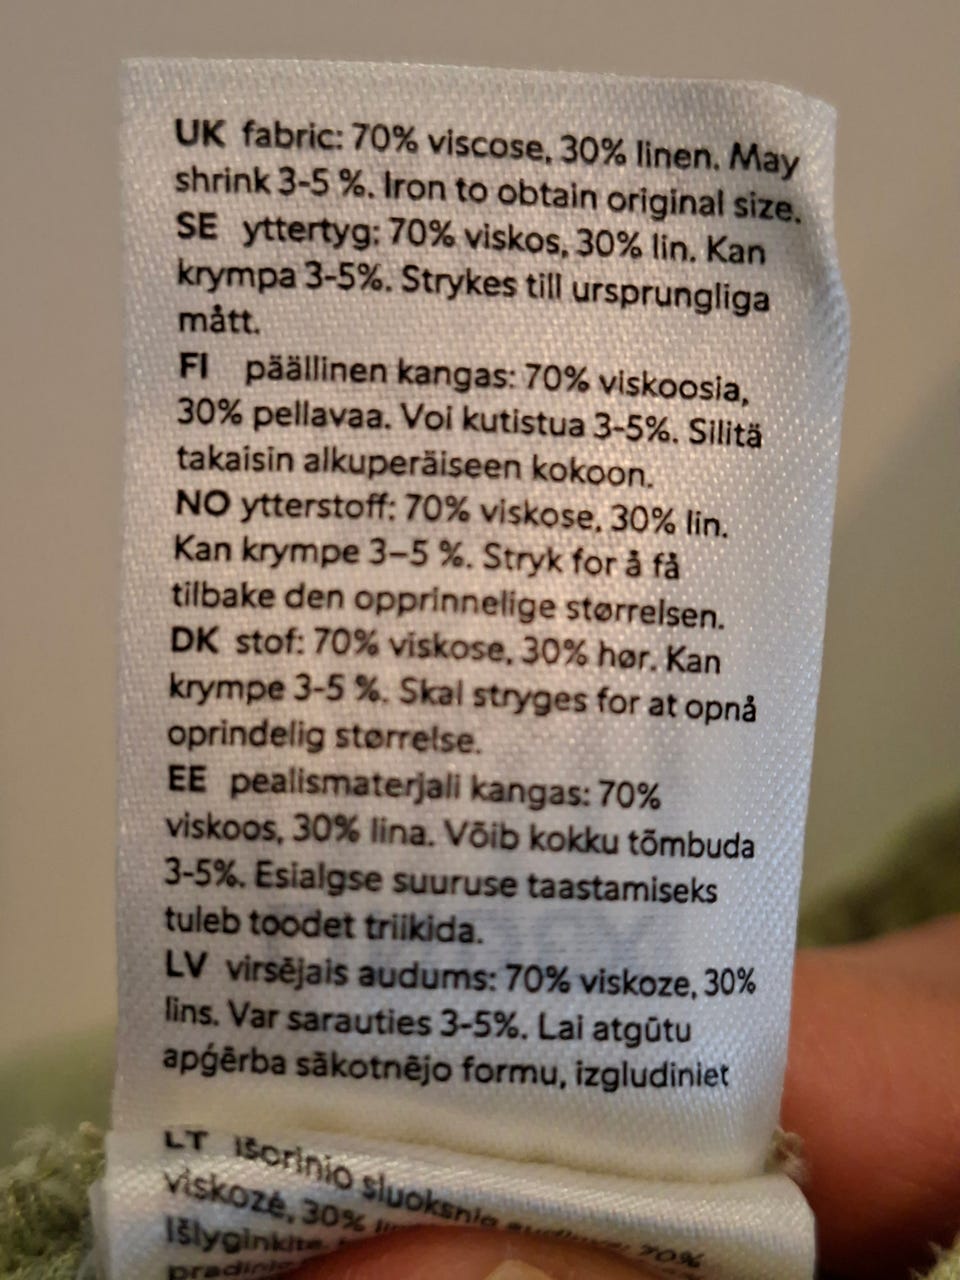 UK fabric: 70% viscose, 30% linen. May
shrink 3-5 %. Iron to obtain original size.
SE yttertyg: 70% viskos, 30% lin. Kan
krympa 3-5%. Strykes till ursprungliga
mått.
FI päällinen kangas: 70% viskoosia,
30% pellavaa. Voi kutistua 3-5%. Silitä
takaisin alkuperäiseen kokoon.
NO ytterstoff: 70% viskose, 30% lin.
Kan krympe 3–5 %. Stryk for å få
tilbake den opprinnelige størrelsen.
DK stof: 70% viskose, 30% hør. Kan
krympe 3-5 %. Skal stryges for at opnå
oprindelig størrelse.
EE pealismaterjali kangas: 70%
viskoos, 30% lina. Võib kokku tõmbuda
3-5%. Esialgse suuruse taastamiseks
tuleb toodet triikida.
LV virsējais audums: 70% viskoze, 30%
lins. Var sarauties 3-5%. Lai atgūtu
apģērba sākotnējo formu, izgludiniet
LT išorinio sluoksnio 70%
viskozė, 30%
Išlyginkite